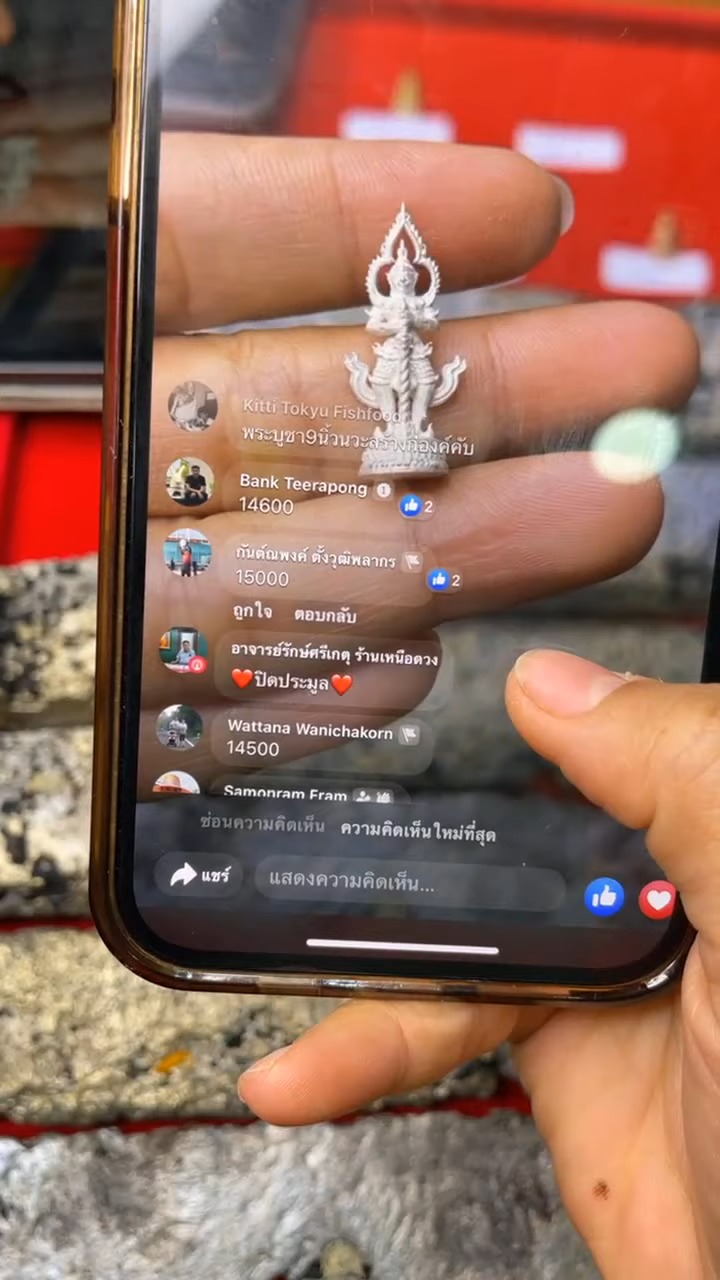 Kitti Tokyu Fishfood
พระบูชา9นิ้วนวะสร้างกี่องค์คับ
Bank Teerapong
14600
2
กันต์ณพงศ์ ตั้งวุฒิพลากร
15000
2
ถูกใจ ตอบกลับ
อาจารย์รักษ์ศรีเกตุ ร้านเหนือดวง
❤️ปิดประมูล❤️
Wattana Wanichakorn
14500
Samonram Fram
ซ่อนความคิดเห็น ความคิดเห็นใหม่ที่สุด
แชร์ แสดงความคิดเห็น...